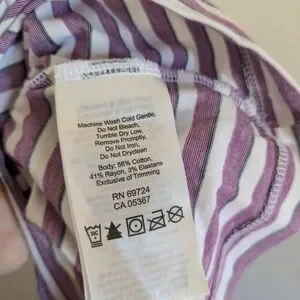 Machine Wash Cold Gentle,
Do Not Bleach,
Tumble Dry Low,
Remove Promptly,
Do Not Iron,
Do Not Dryclean
Body: 56% Cotton,
41% Rayon, 3% Elastane
Exclusive of Trimming
RN 69724
CA 05367